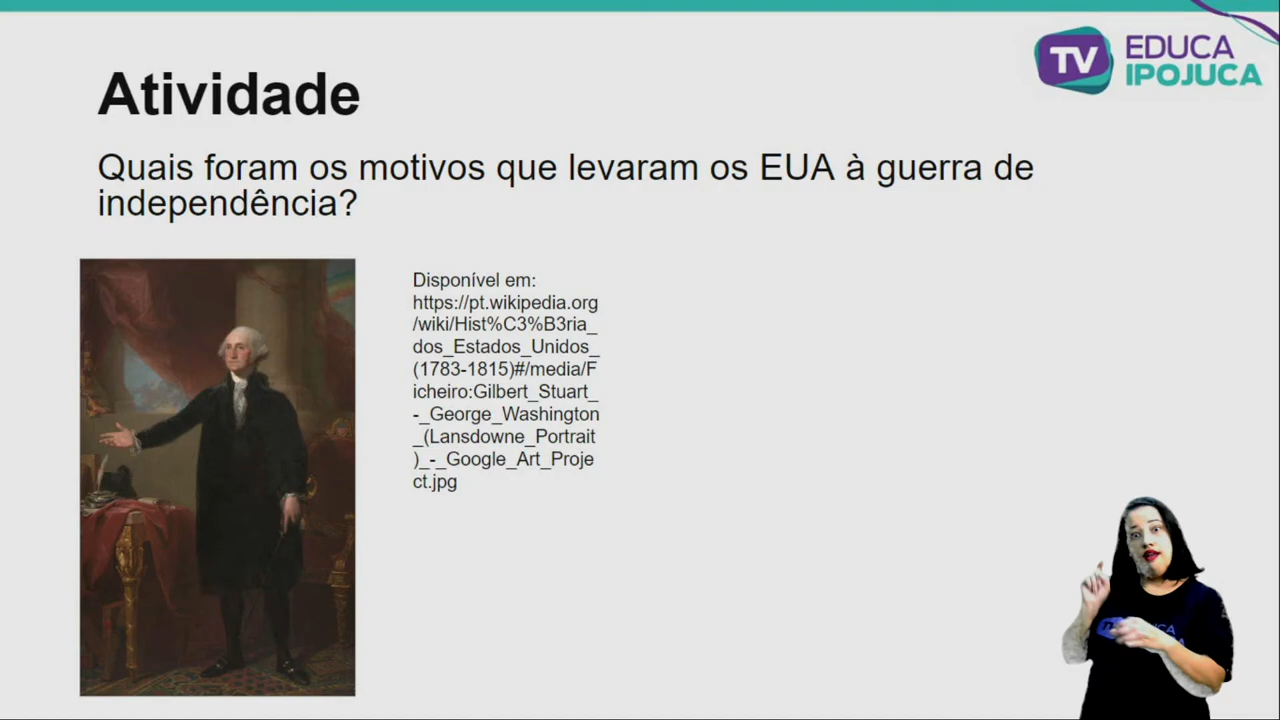 TV EDUCA
IPOJUCA
Atividade
Quais foram os motivos que levaram os EUA à guerra de
independência?
Disponível em:
https://pt.wikipedia.org
/wiki/Hist%C3%B3ria_
dos_Estados_Unidos_
(1783-1815)#/media/F
icheiro:Gilbert_Stuart_
-_George_Washington
_(Lansdowne_Portrait
)_-_Google_Art_Proje
ct.jpg